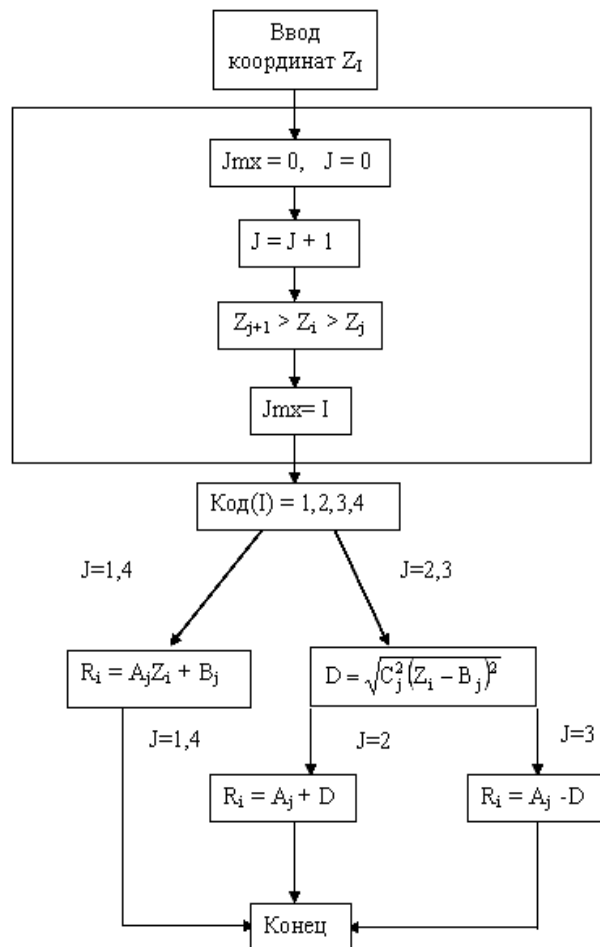 Ввод
координат Z_I
Jmx = 0, J = 0
J = J + 1
Z_{j+1} > Z_i > Z_j
Jmx= I
Код(I) = 1,2,3,4
J=1,4
J=2,3
R_i = A_jZ_i + B_j
D = √(C_j^2(Z_i – B_j)^2)
J=1,4
J=2
J=3
R_i = A_j + D
R_i = A_j -D
Конец